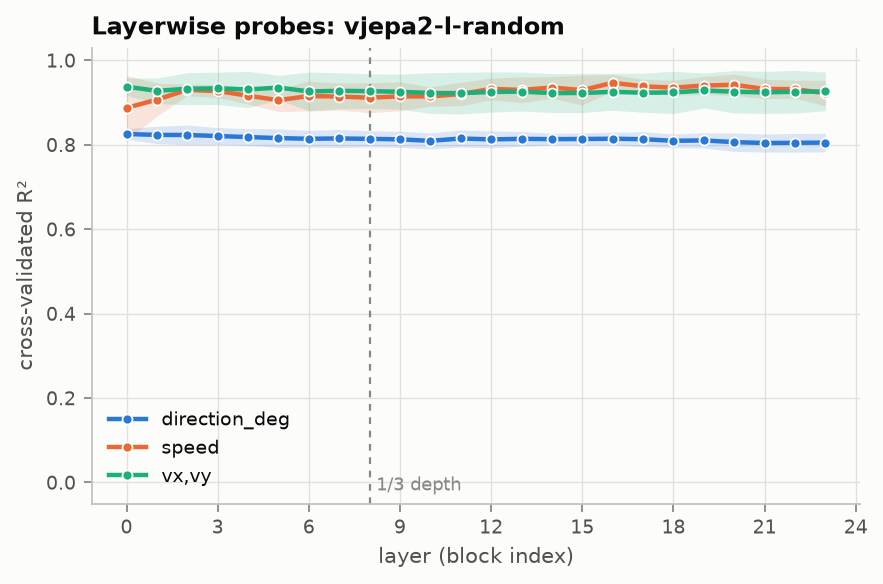 Layerwise probes: vjepa2-l-random
cross-validated R²
1.0
0.8
0.6
0.4
0.2
0.0
direction_deg
speed
vx,vy
1/3 depth
0 3 6 9 12 15 18 21 24
layer (block index)